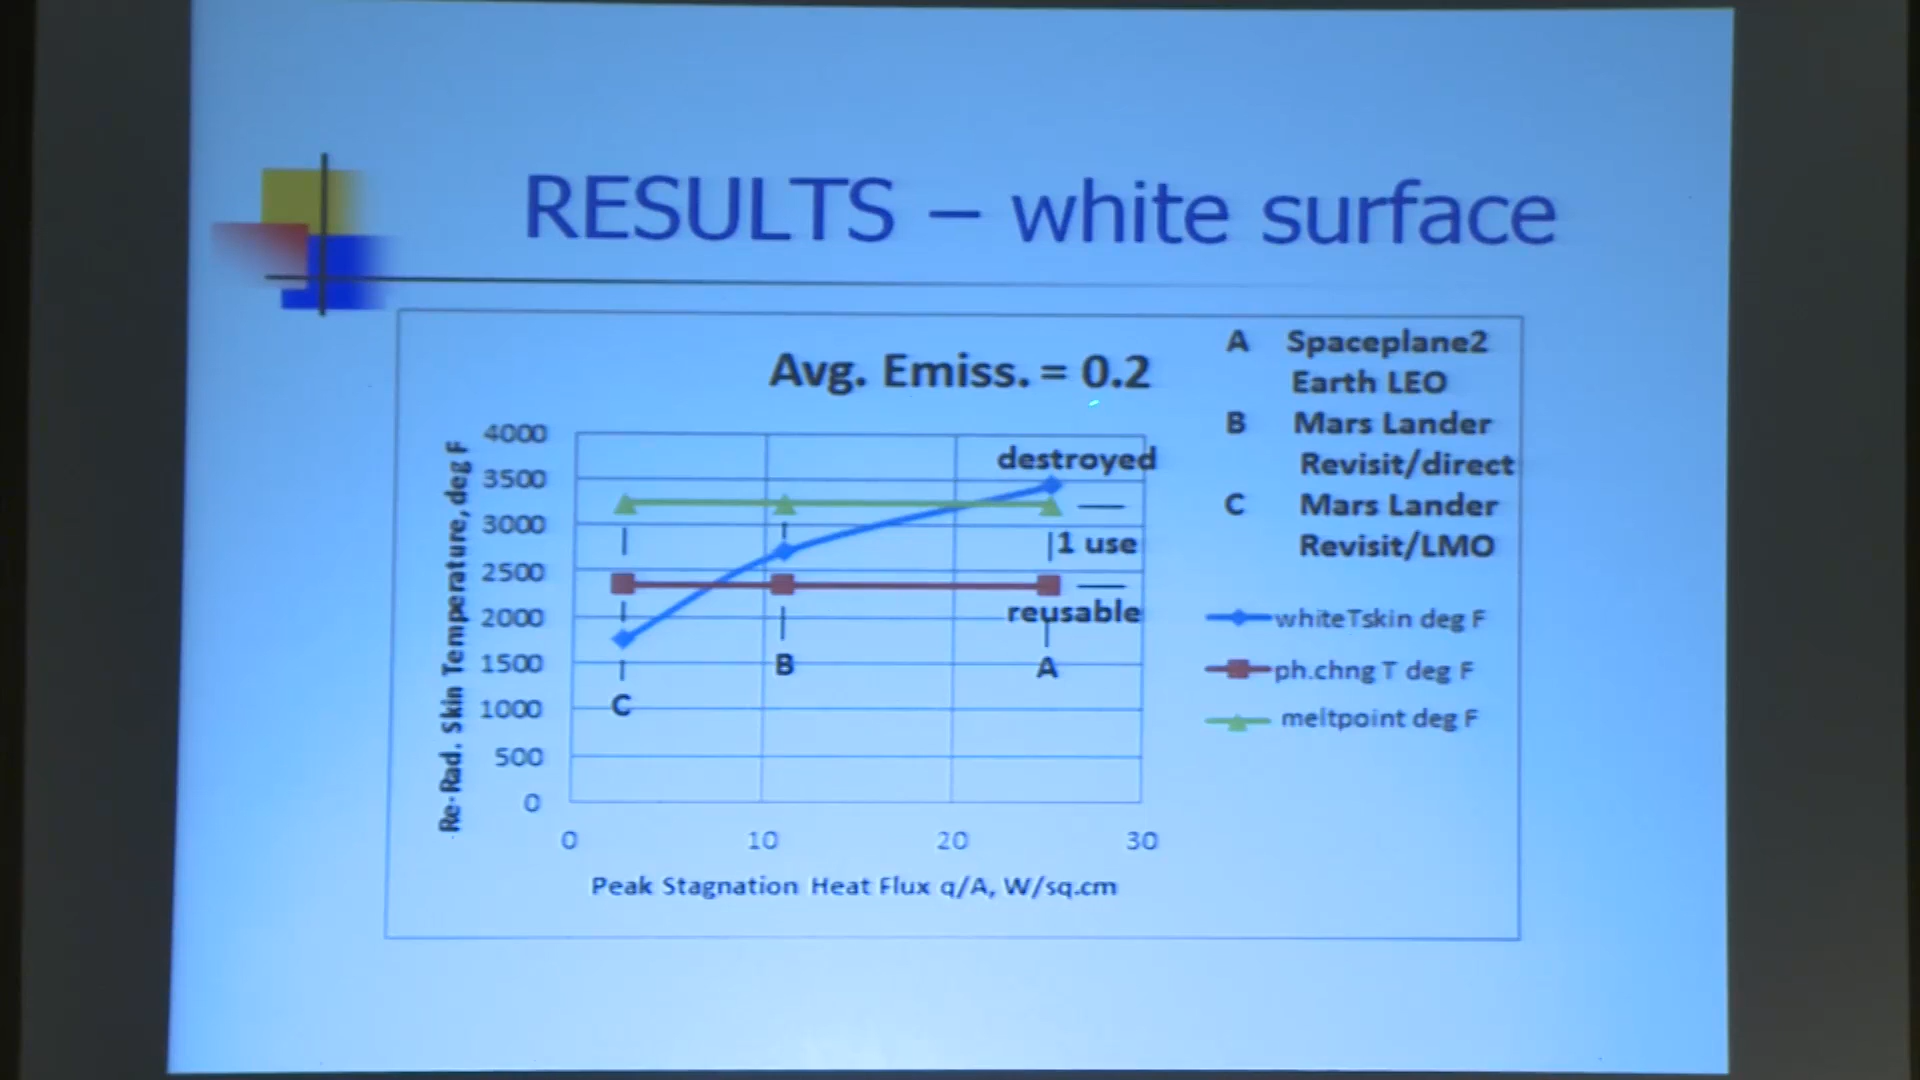 RESULTS – white surface
Avg. Emiss. = 0.2
A Spaceplane2
Earth LEO
B Mars Lander
Revisit/direct
C Mars Lander
Revisit/LMO
Re-Rad. Skin Temperature, deg F
4000
3500
3000
2500
2000
1500
1000
500
0
destroyed
1 use
reusable
C
B
A
0 10 20 30
Peak Stagnation Heat Flux q/A, W/sq.cm
whiteTskin deg F
ph.chng T deg F
meltpoint deg F